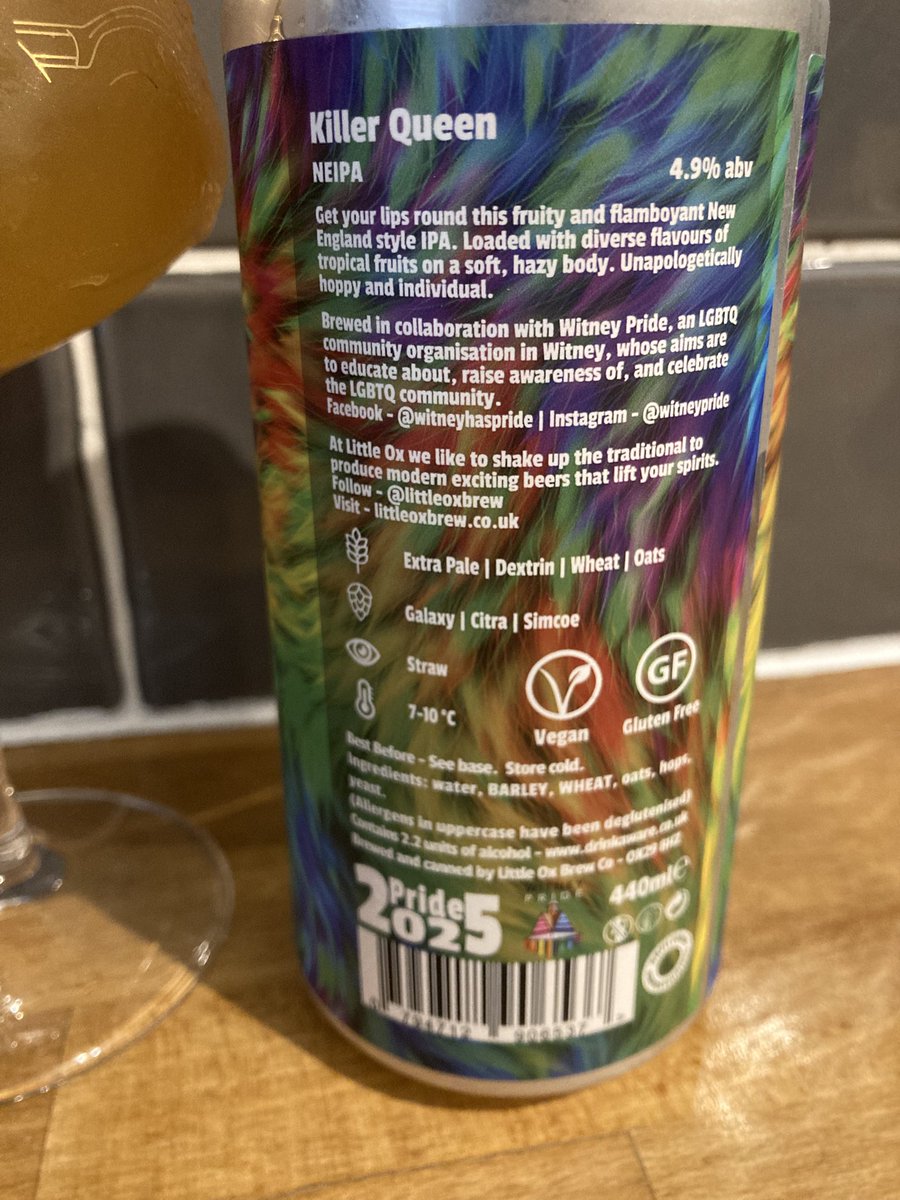 Killer Queen
NEIPA 4.9% abv
Get your lips round this fruity and flamboyant New
England style IPA. Loaded with diverse flavours of
tropical fruits on a soft, hazy body. Unapologetically
hoppy and individual.
Brewed in collaboration with Witney Pride, an LGBTQ
community organisation in Witney, whose aims are
to educate about, raise awareness of, and celebrate
the LGBTQ community.
Facebook - @witneyhaspride | Instagram - @witneypride
At Little Ox we like to shake up the traditional to
produce modern exciting beers that lift your spirits.
Follow - @littleoxbrew
Visit - littleoxbrew.co.uk
Extra Pale | Dextrin | Wheat | Oats
Galaxy | Citra | Simcoe
Straw
7-10 °C
Vegan
GF
Gluten Free
Best Before - See base. Store cold.
Ingredients: water, BARLEY, WHEAT, oats, hops,
yeast.
(Allergens in uppercase have been deglutenised)
Contains 2.2 units of alcohol - www.drinkaware.co.uk
Brewed and canned by Little Ox Brew Co - OX29 8HZ
440ml e
Pride
2025
PRIDE